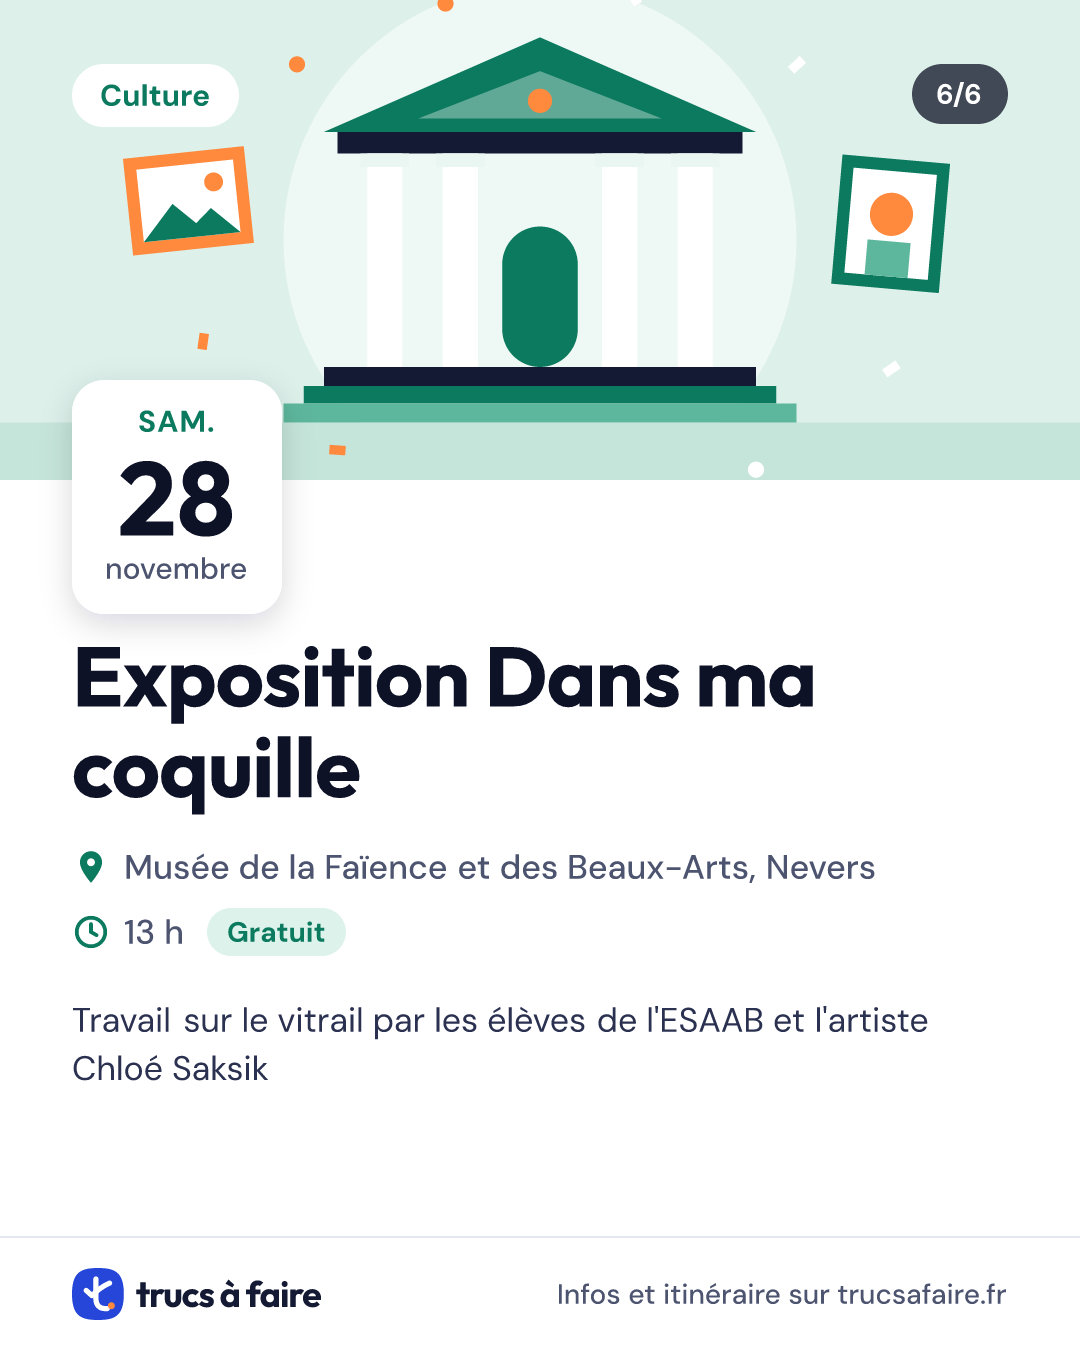 Culture
6/6
SAM.
28
novembre
Exposition Dans ma
coquille
Musée de la Faïence et des Beaux-Arts, Nevers
13 h Gratuit
Travail sur le vitrail par les élèves de l'ESAAB et l'artiste
Chloé Saksik
trucs à faire
Infos et itinéraire sur trucsafaire.fr